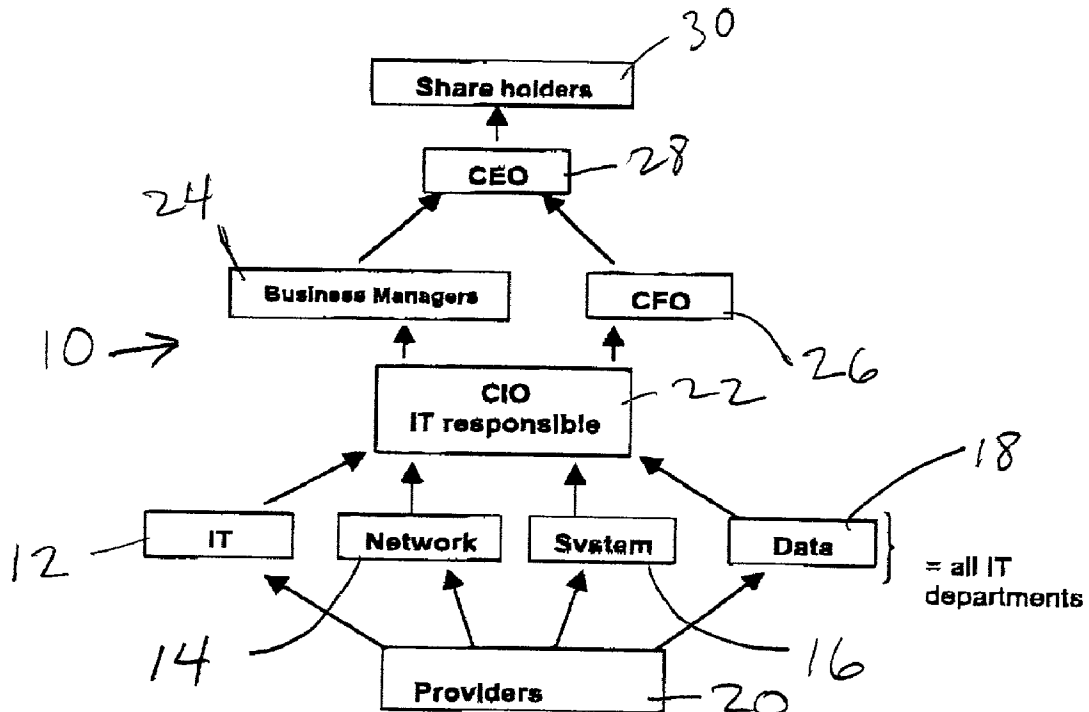 30
Share holders
CEO
28
24
Business Managers
CFO
10
26
CIO
IT responsible
22
18
IT
Network
System
Data
12
= all IT
departments
14
16
Providers
20